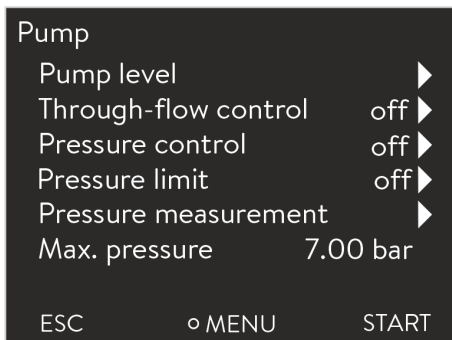 Pump
Pump level
Through-flow control off
Pressure control off
Pressure limit off
Pressure measurement
Max. pressure 7.00 bar
ESC MENU START